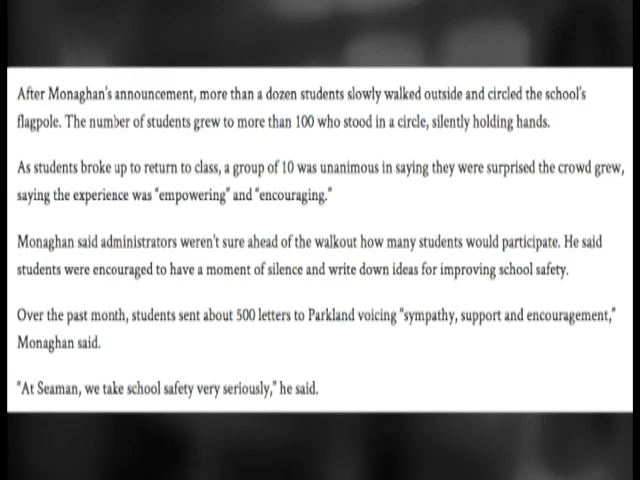 After Monaghan's announcement, more than a dozen students slowly walked outside and circled the school's
flagpole. The number of students grew to more than 100 who stood in a circle, silently holding hands.
As students broke up to return to class, a group of 10 was unanimous in saying they were surprised the crowd grew,
saying the experience was "empowering" and "encouraging."
Monaghan said administrators weren't sure ahead of the walkout how many students would participate. He said
students were encouraged to have a moment of silence and write down ideas for improving school safety.
Over the past month, students sent about 500 letters to Parkland voicing "sympathy, support and encouragement,"
Monaghan said.
"At Seaman, we take school safety very seriously," he said.